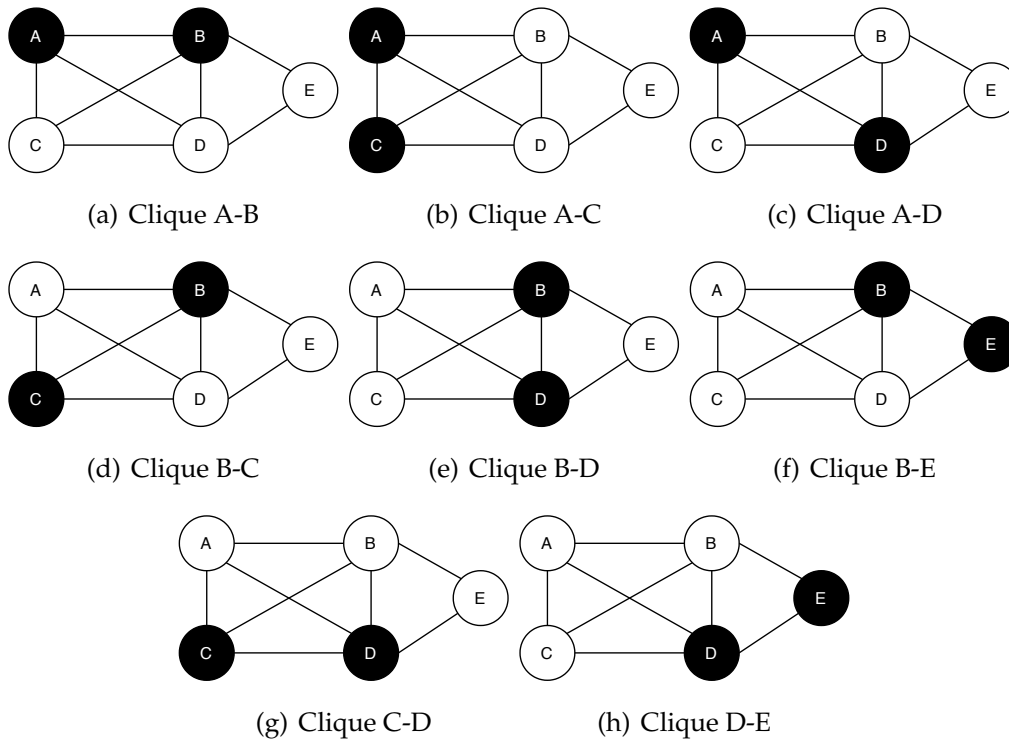 A B E A B E A B E
C D C D C D
(a) Clique A-B (b) Clique A-C (c) Clique A-D
A B E A B E A B E
C D C D C D
(d) Clique B-C (e) Clique B-D (f) Clique B-E
A B E A B E
C D C D
(g) Clique C-D (h) Clique D-E